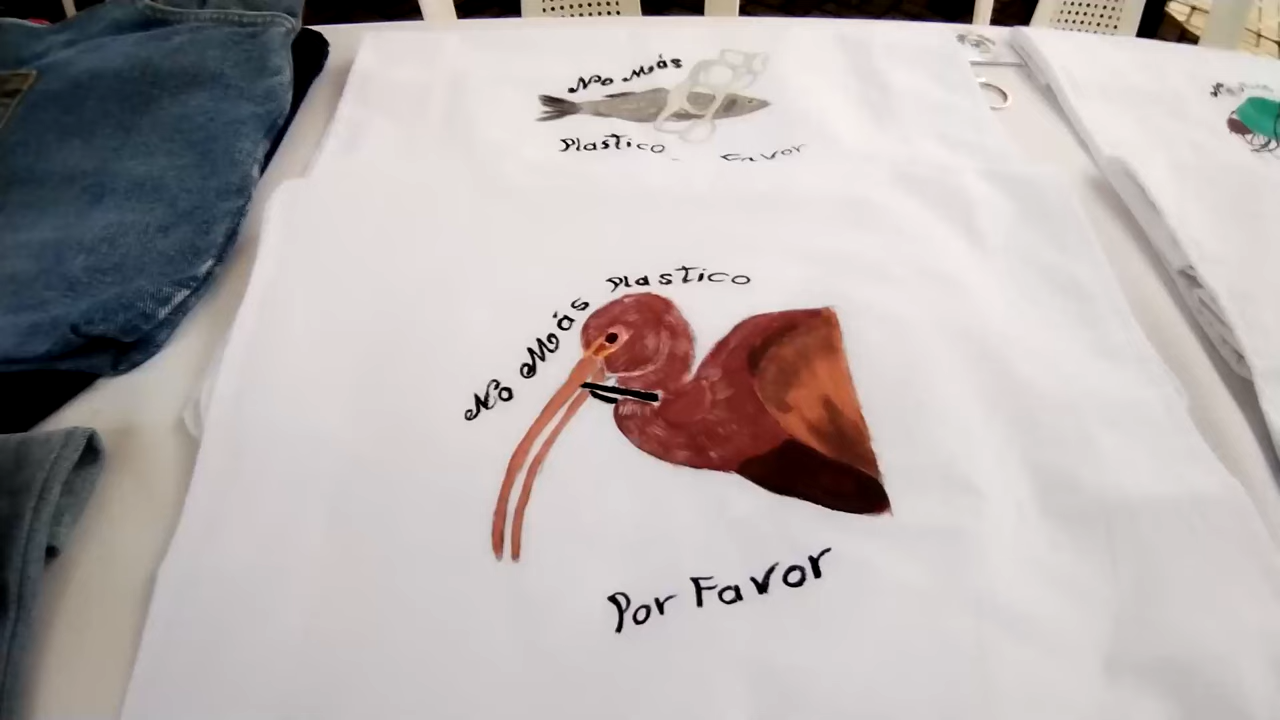 No Más
Plastico
Favor
No Más Plastico
Por Favor